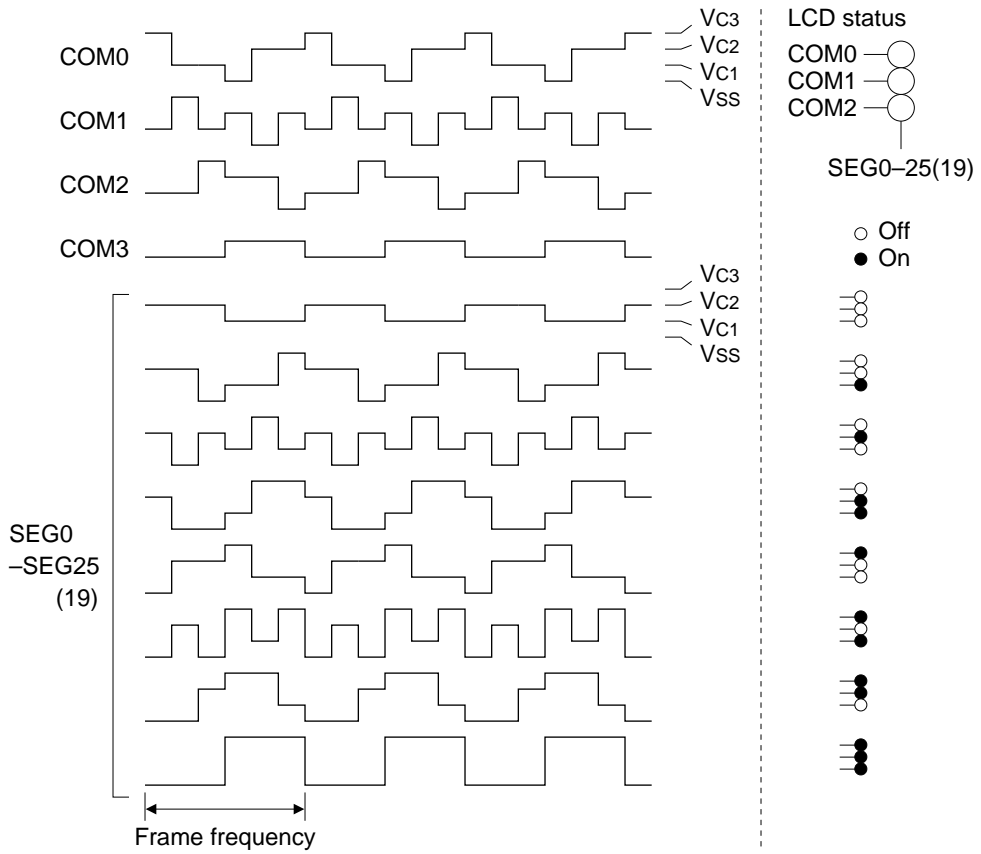 COM0
COM1
COM2
COM3
VC3
VC2
VC1
VSS
VC3
VC2
VC1
VSS
SEG0
–SEG25
(19)
Frame frequency
LCD status
COM0
COM1
COM2
SEG0–25(19)
Off
On